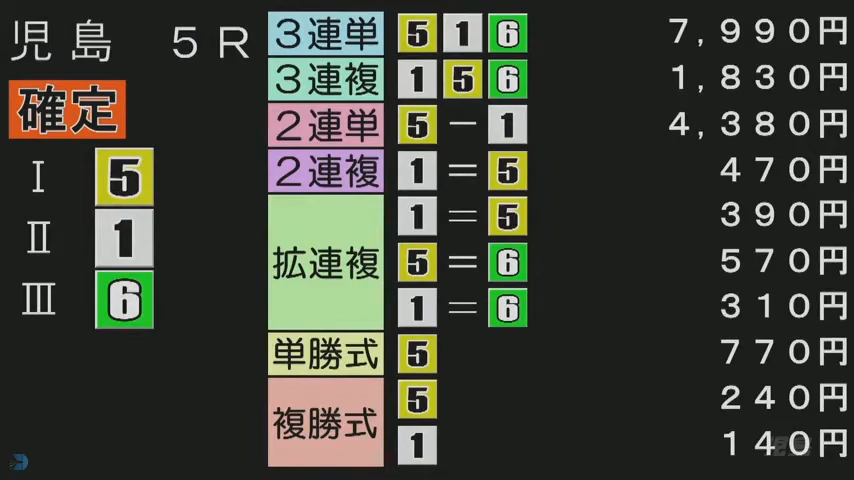 児島 5R
確定
Ⅰ 5
Ⅱ 1
Ⅲ 6
3連単 5 1 6 7,990円
3連複 1 5 6 1,830円
2連単 5-1 4,380円
2連複 1=5 470円
拡連複 1=5 390円
5=6 570円
1=6 310円
単勝式 5 770円
複勝式 5 240円
1 140円